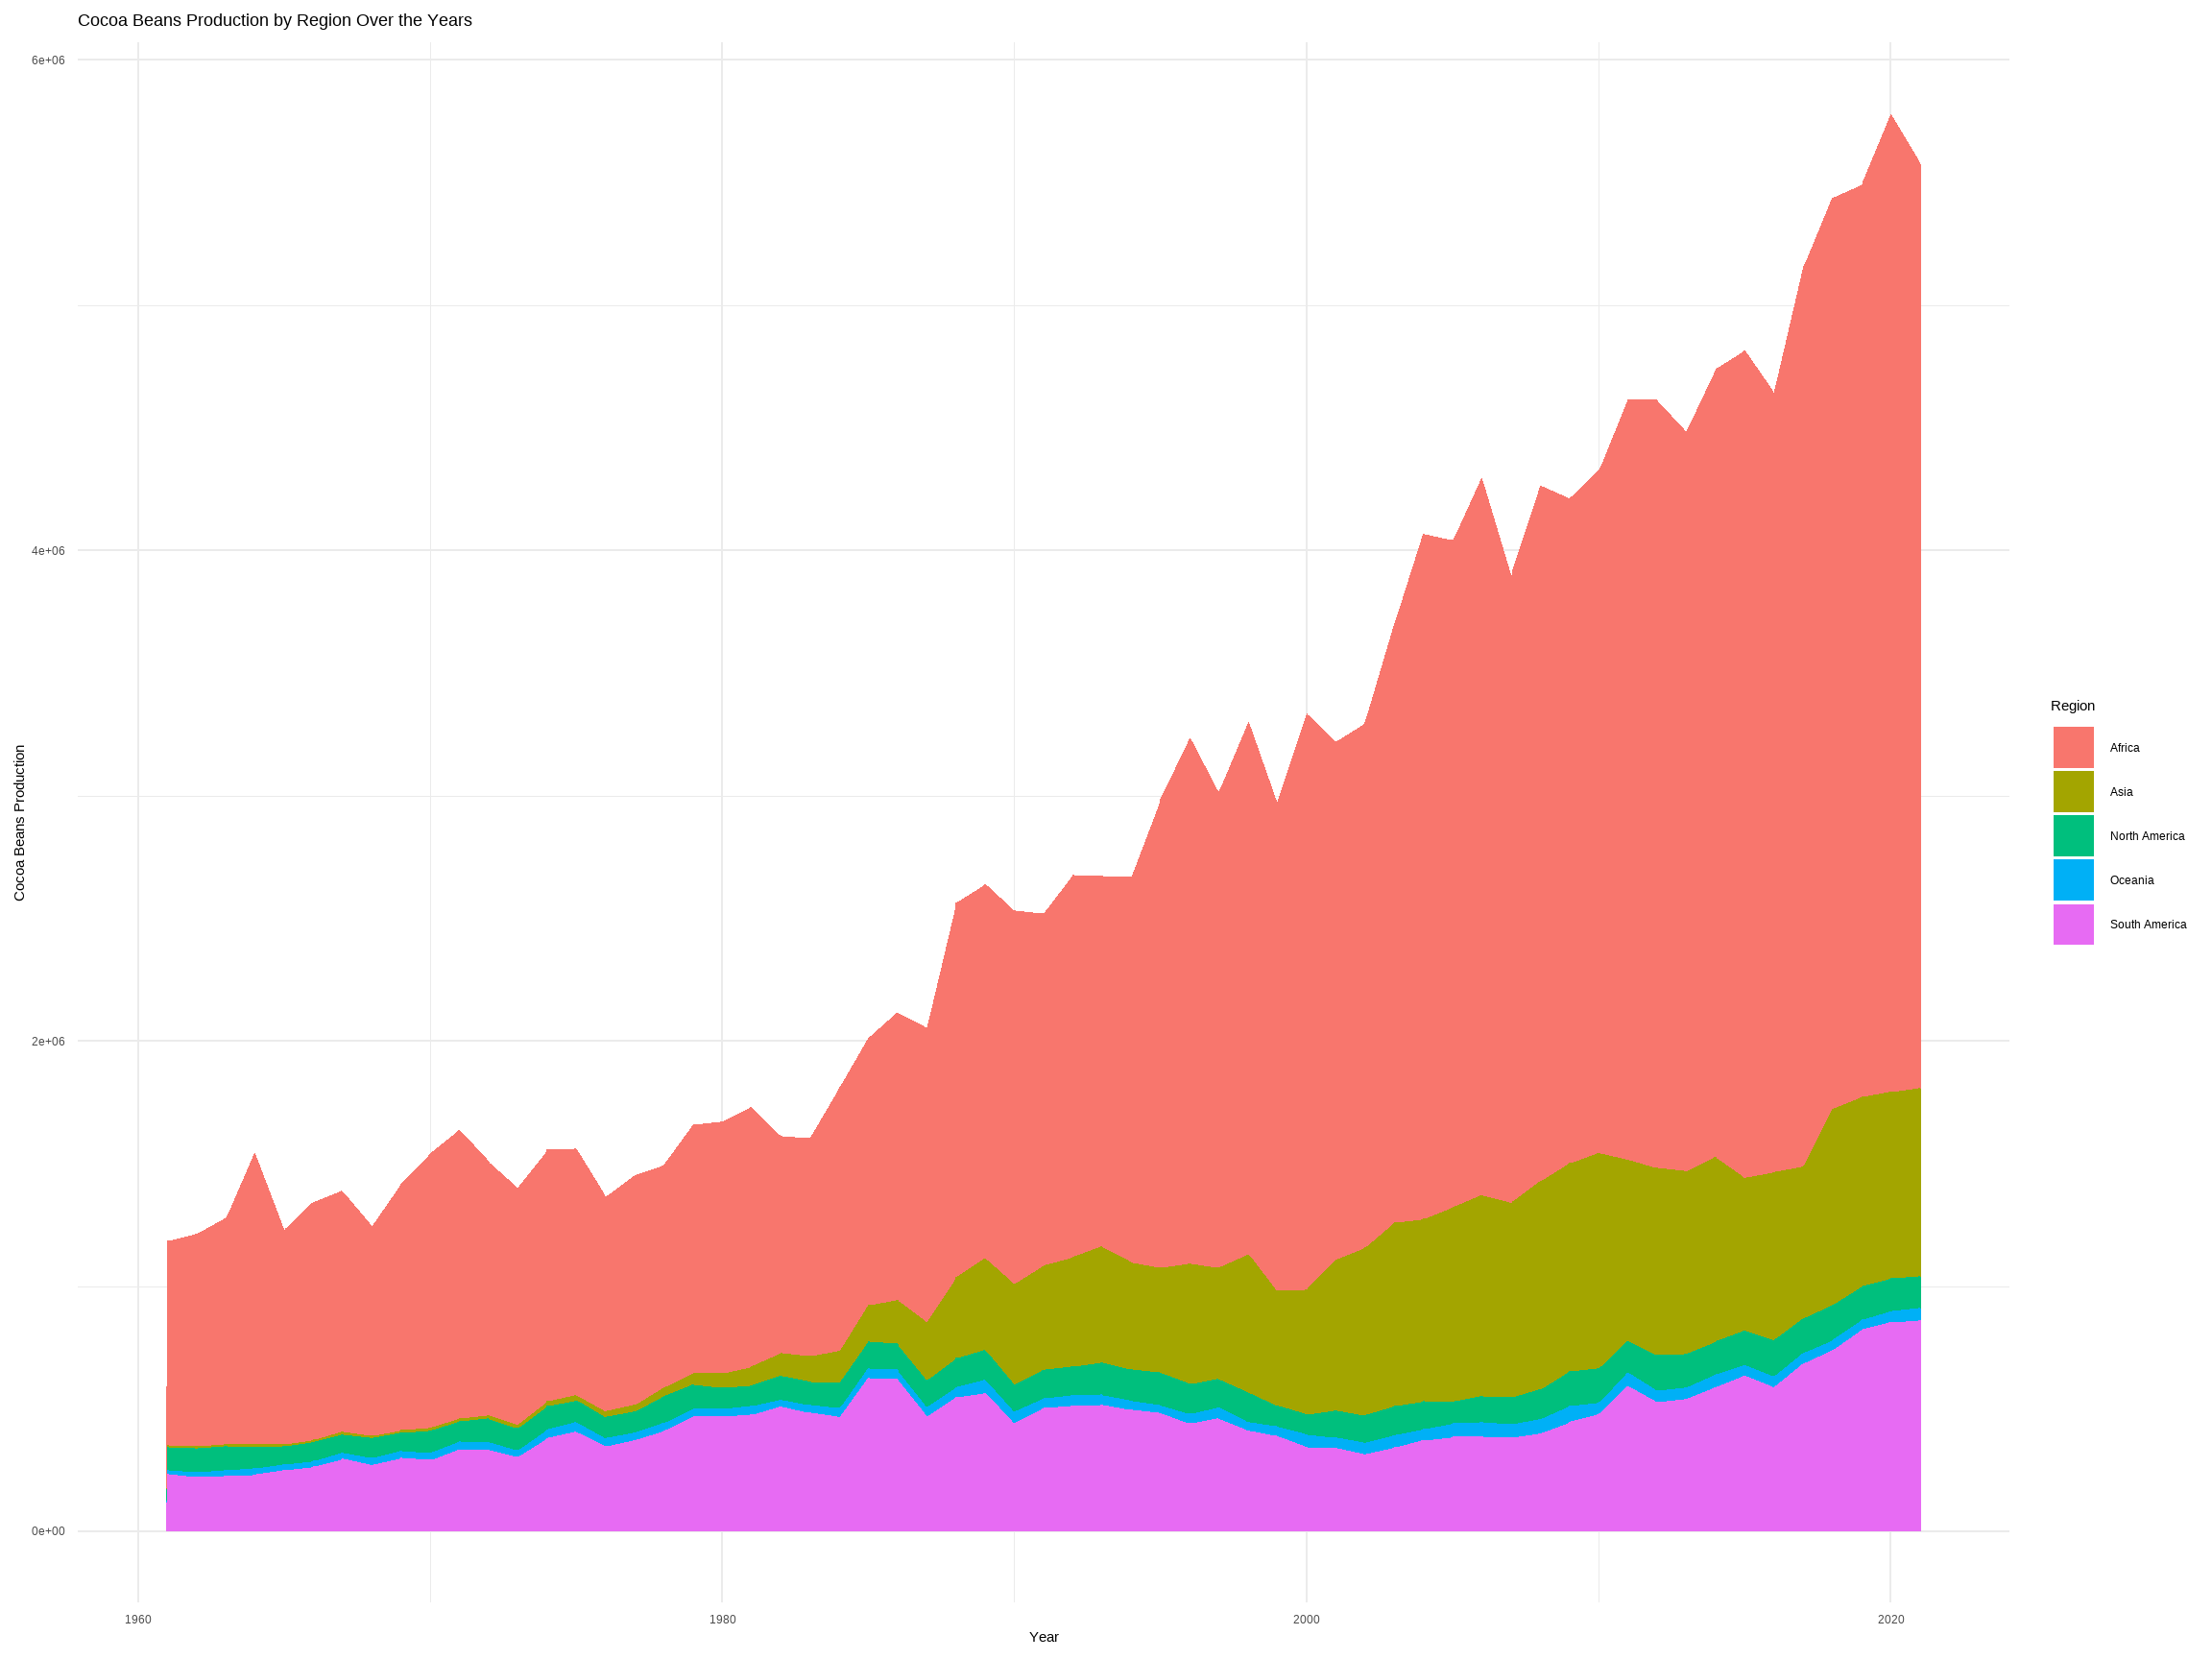 Cocoa Beans Production by Region Over the Years
6e+06
4e+06
2e+06
0e+00
Cocoa Beans Production
1960
1980
2000
2020
Year
Region
Africa
Asia
North America
Oceania
South America